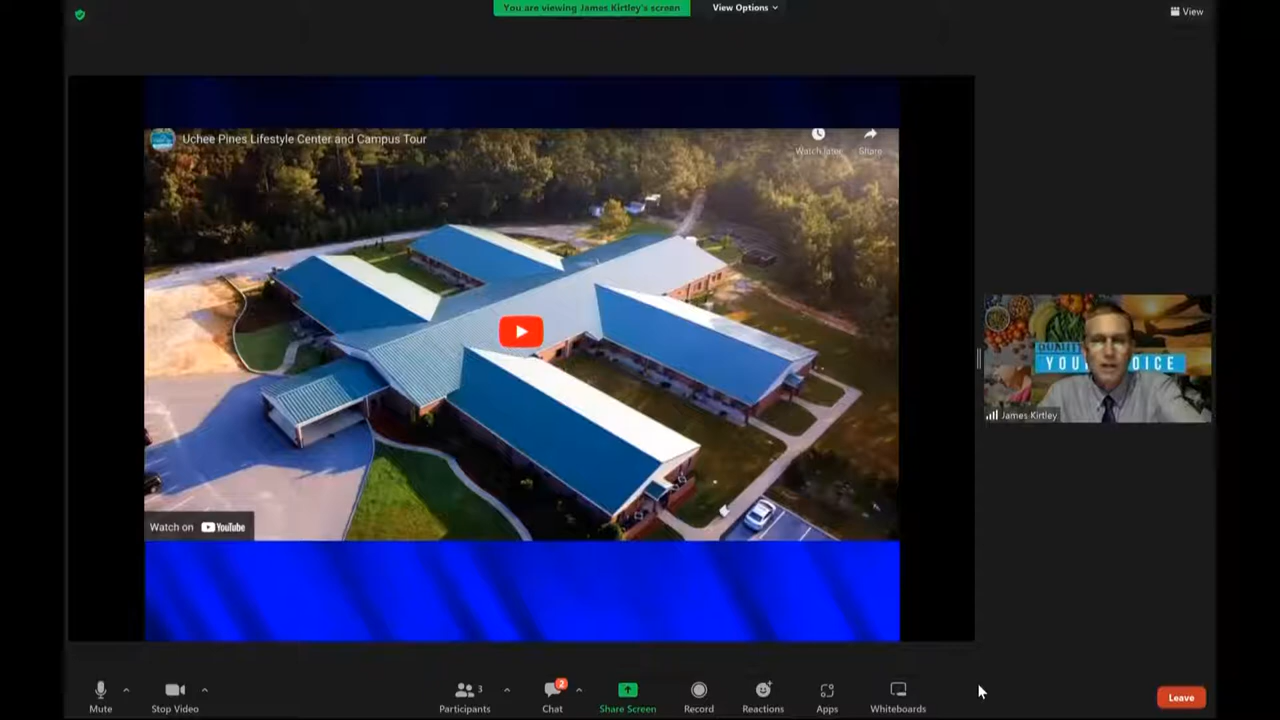 You are viewing James Kirtley's screen
View Options
View
Uchee Pines Lifestyle Center and Campus Tour
Watch later
Share
Watch on YouTube
YOUR
OICE
James Kirtley
Mute
Stop Video
Participants
3
Chat
2
Share Screen
Record
Reactions
Apps
Whiteboards
Leave